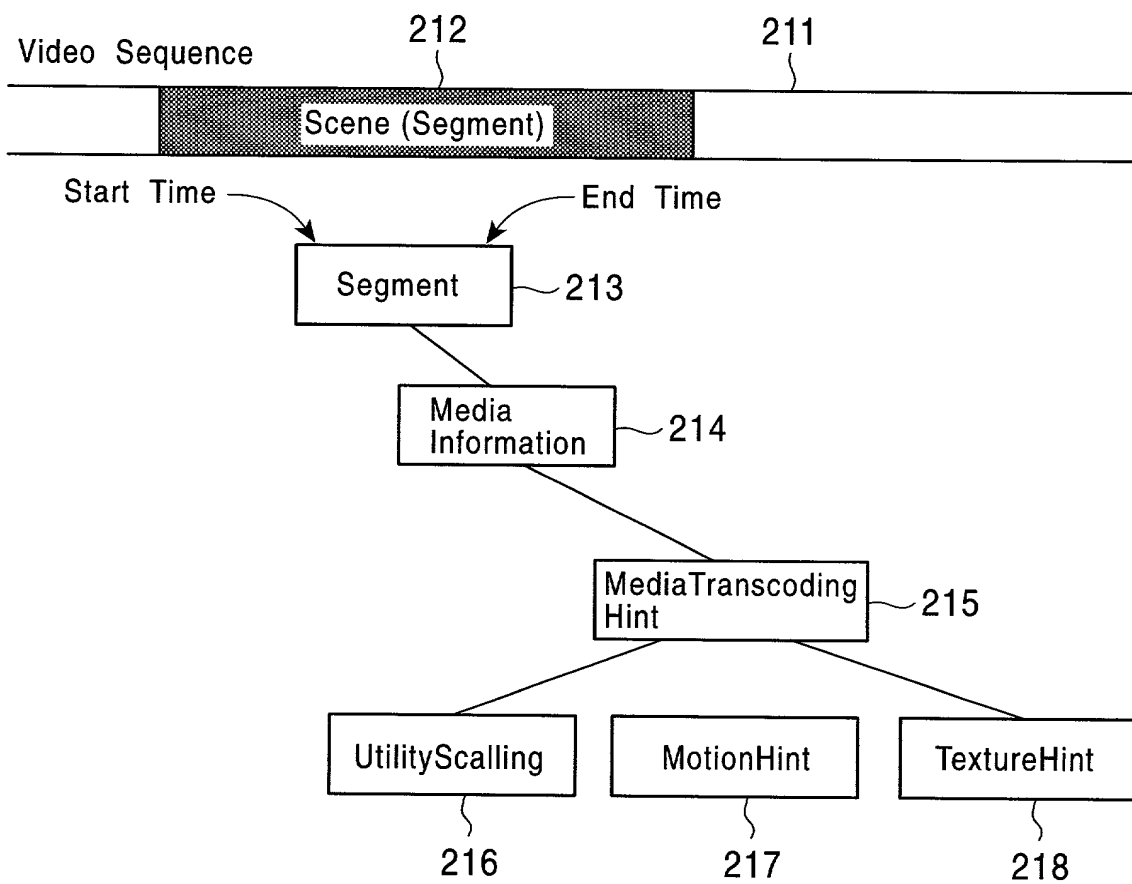 212
211
Video Sequence
Scene (Segment)
Start Time
End Time
Segment
213
Media
Information
214
MediaTranscoding
Hint
215
UtilityScalling
MotionHint
TextureHint
216
217
218